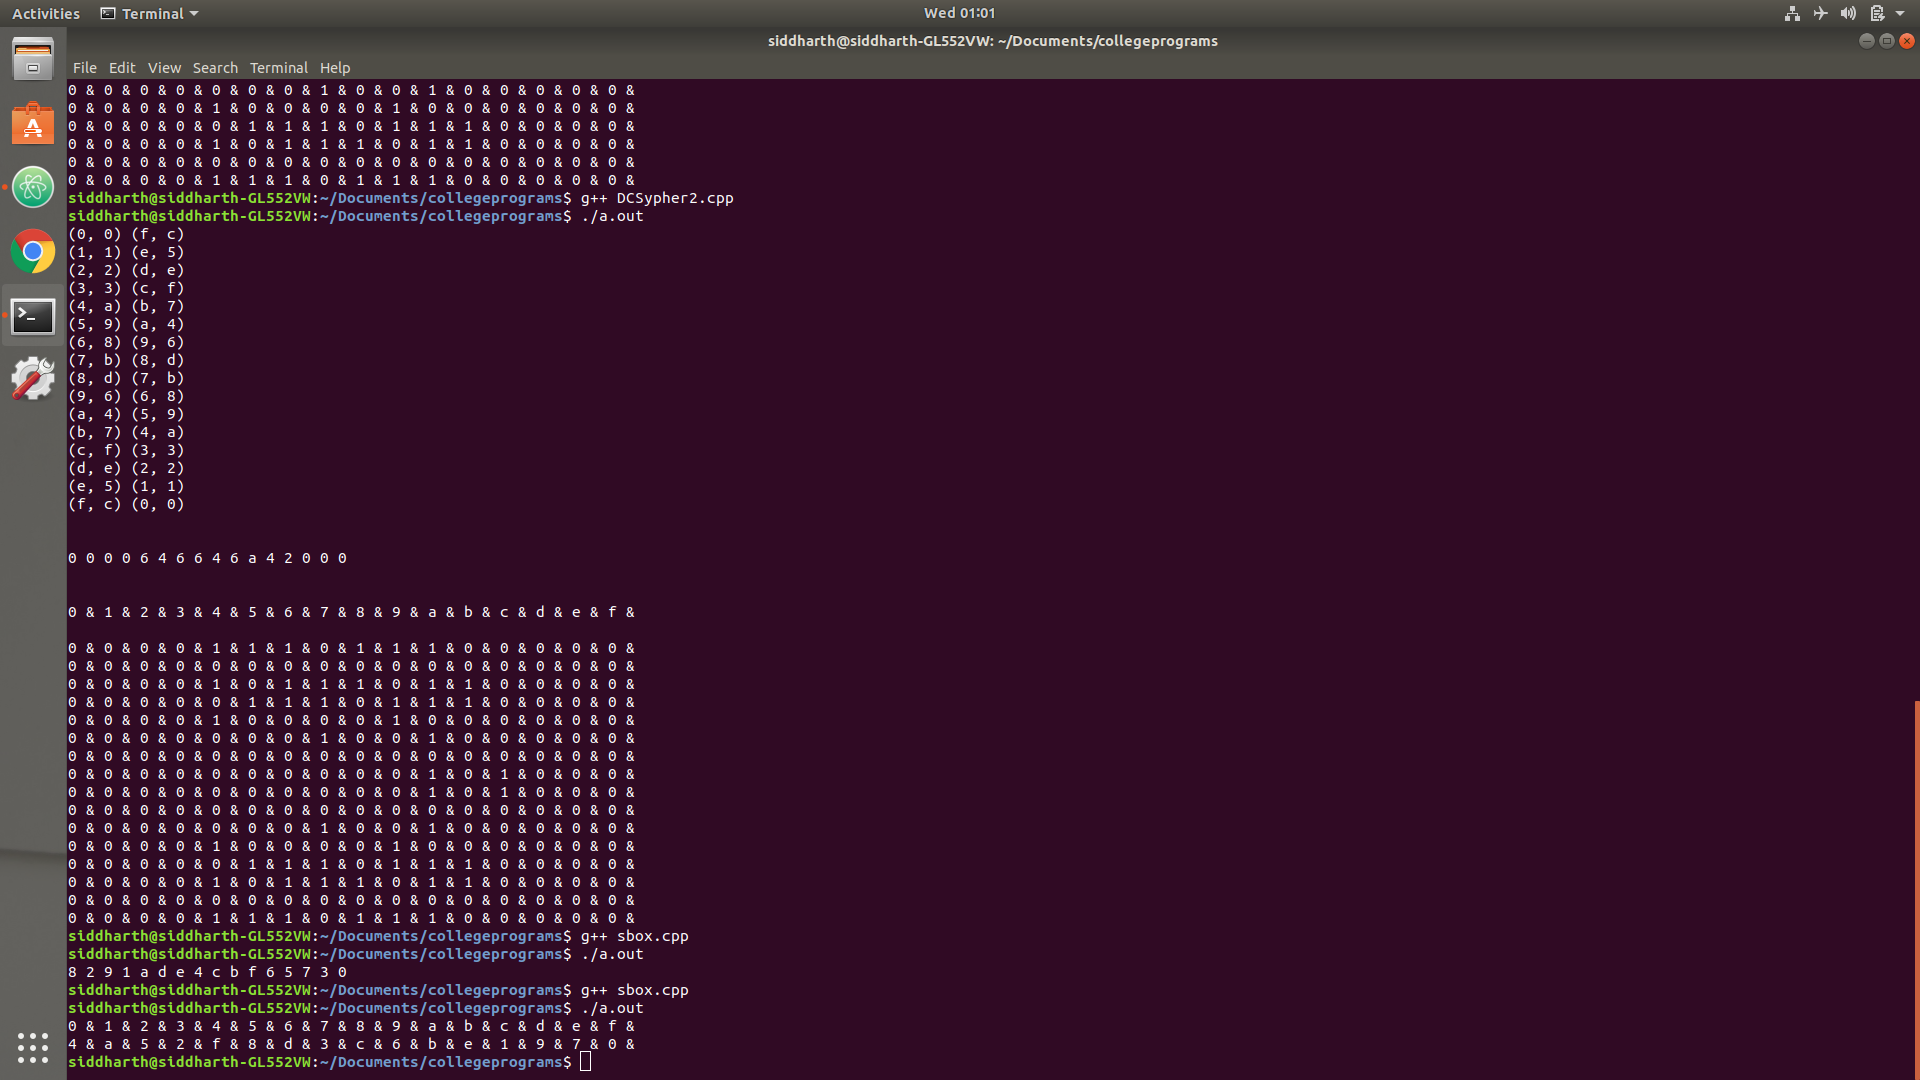 Activities Terminal Wed 01:01
siddharth@siddharth-GL552VW: ~/Documents/collegeprograms
File Edit View Search Terminal Help
0 & 0 & 0 & 0 & 0 & 0 & 0 & 1 & 0 & 0 & 1 & 0 & 0 & 0 & 0 & 0 &
0 & 0 & 0 & 0 & 1 & 0 & 0 & 0 & 0 & 1 & 0 & 0 & 0 & 0 & 0 & 0 &
0 & 0 & 0 & 0 & 0 & 1 & 1 & 1 & 0 & 1 & 1 & 1 & 0 & 0 & 0 & 0 &
0 & 0 & 0 & 0 & 1 & 0 & 1 & 1 & 1 & 0 & 1 & 1 & 0 & 0 & 0 & 0 &
0 & 0 & 0 & 0 & 0 & 0 & 0 & 0 & 0 & 0 & 0 & 0 & 0 & 0 & 0 & 0 &
0 & 0 & 0 & 0 & 1 & 1 & 1 & 0 & 1 & 1 & 1 & 0 & 0 & 0 & 0 & 0 &
siddharth@siddharth-GL552VW:~/Documents/collegeprograms$ g++ DCSypher2.cpp
siddharth@siddharth-GL552VW:~/Documents/collegeprograms$ ./a.out
(0, 0) (f, c)
(1, 1) (e, 5)
(2, 2) (d, e)
(3, 3) (c, f)
(4, a) (b, 7)
(5, 9) (a, 4)
(6, 8) (9, 6)
(7, b) (8, d)
(8, d) (7, b)
(9, 6) (6, 8)
(a, 4) (5, 9)
(b, 7) (4, a)
(c, f) (3, 3)
(d, e) (2, 2)
(e, 5) (1, 1)
(f, c) (0, 0)
0 0 0 0 6 4 6 6 4 6 a 4 2 0 0 0
0 & 1 & 2 & 3 & 4 & 5 & 6 & 7 & 8 & 9 & a & b & c & d & e & f &
0 & 0 & 0 & 0 & 1 & 1 & 1 & 0 & 1 & 1 & 1 & 0 & 0 & 0 & 0 & 0 &
0 & 0 & 0 & 0 & 0 & 0 & 0 & 0 & 0 & 0 & 0 & 0 & 0 & 0 & 0 & 0 &
0 & 0 & 0 & 0 & 1 & 0 & 1 & 1 & 1 & 0 & 1 & 1 & 0 & 0 & 0 & 0 &
0 & 0 & 0 & 0 & 0 & 1 & 1 & 1 & 0 & 1 & 1 & 1 & 0 & 0 & 0 & 0 &
0 & 0 & 0 & 0 & 1 & 0 & 0 & 0 & 0 & 1 & 0 & 0 & 0 & 0 & 0 & 0 &
0 & 0 & 0 & 0 & 0 & 0 & 0 & 1 & 0 & 0 & 1 & 0 & 0 & 0 & 0 & 0 &
0 & 0 & 0 & 0 & 0 & 0 & 0 & 0 & 0 & 0 & 0 & 0 & 0 & 0 & 0 & 0 &
0 & 0 & 0 & 0 & 0 & 0 & 0 & 0 & 0 & 0 & 1 & 0 & 1 & 0 & 0 & 0 &
0 & 0 & 0 & 0 & 0 & 0 & 0 & 0 & 0 & 0 & 1 & 0 & 1 & 0 & 0 & 0 &
0 & 0 & 0 & 0 & 0 & 0 & 0 & 0 & 0 & 0 & 0 & 0 & 0 & 0 & 0 & 0 &
0 & 0 & 0 & 0 & 0 & 0 & 0 & 1 & 0 & 0 & 1 & 0 & 0 & 0 & 0 & 0 &
0 & 0 & 0 & 0 & 1 & 0 & 0 & 0 & 0 & 1 & 0 & 0 & 0 & 0 & 0 & 0 &
0 & 0 & 0 & 0 & 0 & 1 & 1 & 1 & 0 & 1 & 1 & 1 & 0 & 0 & 0 & 0 &
0 & 0 & 0 & 0 & 1 & 0 & 1 & 1 & 1 & 0 & 1 & 1 & 0 & 0 & 0 & 0 &
0 & 0 & 0 & 0 & 0 & 0 & 0 & 0 & 0 & 0 & 0 & 0 & 0 & 0 & 0 & 0 &
0 & 0 & 0 & 0 & 1 & 1 & 1 & 0 & 1 & 1 & 1 & 0 & 0 & 0 & 0 & 0 &
siddharth@siddharth-GL552VW:~/Documents/collegeprograms$ g++ sbox.cpp
siddharth@siddharth-GL552VW:~/Documents/collegeprograms$ ./a.out
8 2 9 1 a d e 4 c b f 6 5 7 3 0
siddharth@siddharth-GL552VW:~/Documents/collegeprograms$ g++ sbox.cpp
siddharth@siddharth-GL552VW:~/Documents/collegeprograms$ ./a.out
0 & 1 & 2 & 3 & 4 & 5 & 6 & 7 & 8 & 9 & a & b & c & d & e & f &
4 & a & 5 & 2 & f & 8 & d & 3 & c & 6 & b & e & 1 & 9 & 7 & 0 &
siddharth@siddharth-GL552VW:~/Documents/collegeprograms$